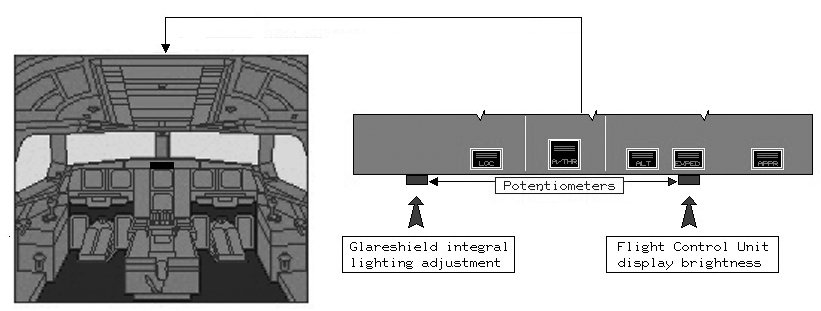 LOC
A/THR
ALT
EXPED
APPR
Potentiometers
Glareshield integral
lighting adjustment
Flight Control Unit
display brightness